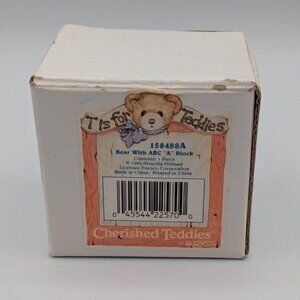 T is for Teddies
158488A
Bear With ABC "A" Block
Contents: 1 Piece
© 1995 Priscilla Hillman
Licensee Enesco Corporation
Made in China / Printed in China
0 45544 22570 0
Cherished Teddies
ENESCO